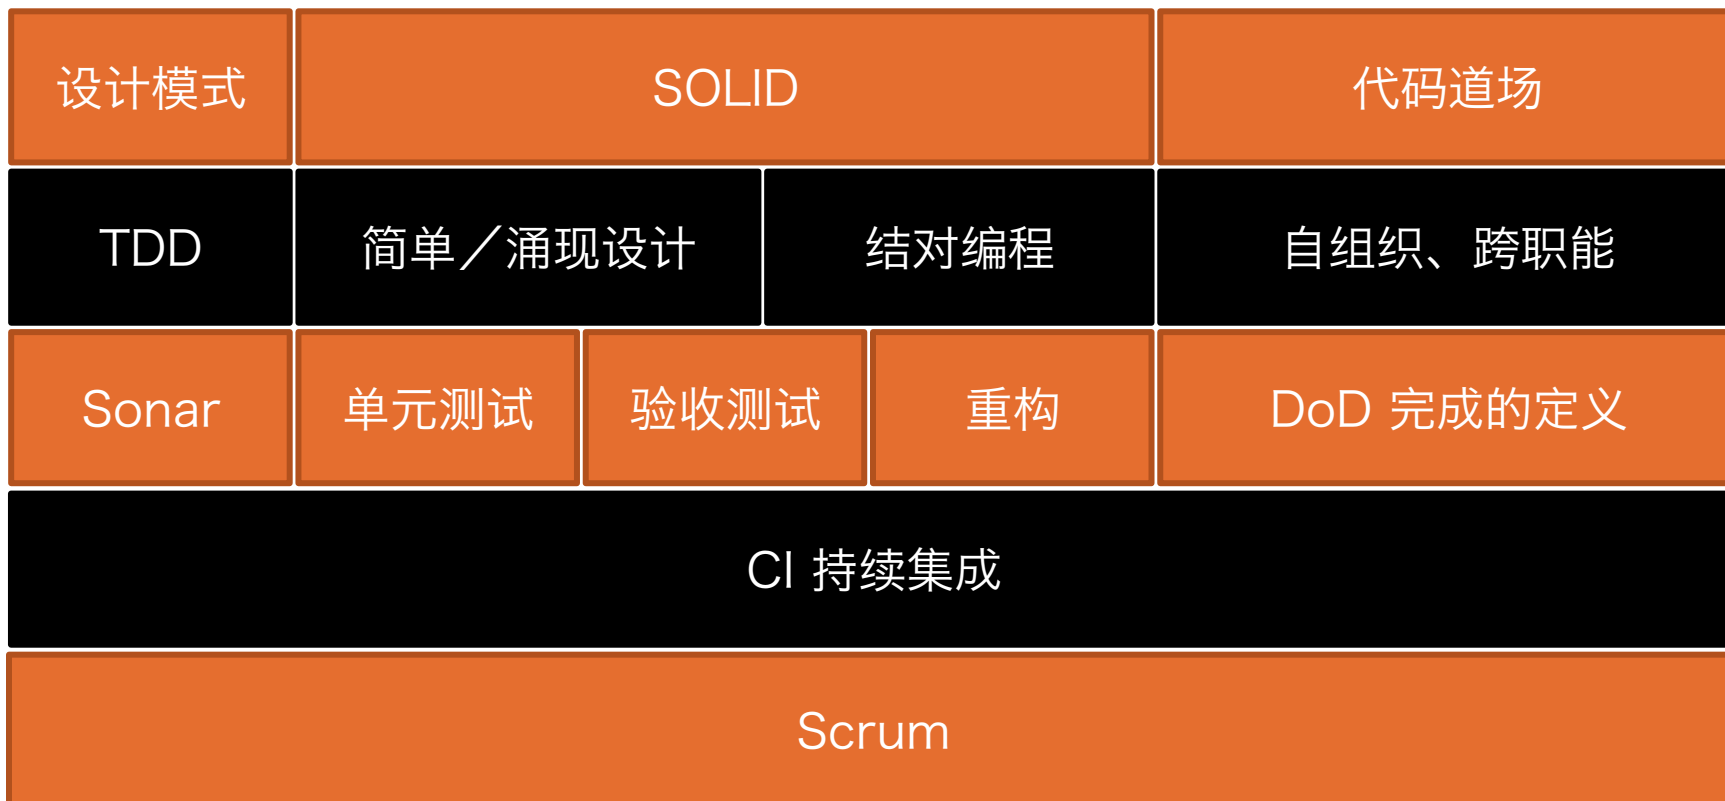 设计模式
SOLID
代码道场
TDD
简单／涌现设计
结对编程
自组织、跨职能
Sonar
单元测试
验收测试
重构
DoD 完成的定义
CI 持续集成
Scrum